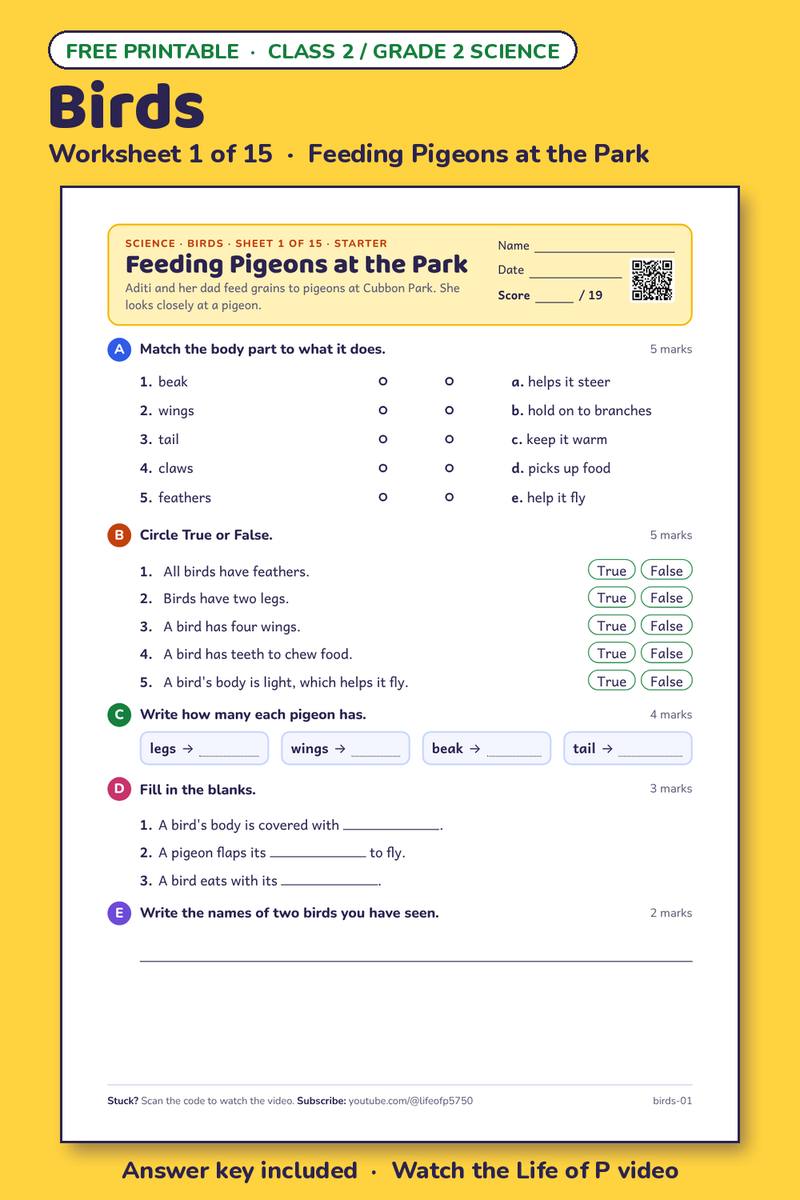 FREE PRINTABLE · CLASS 2 / GRADE 2 SCIENCE
Birds
Worksheet 1 of 15 · Feeding Pigeons at the Park
SCIENCE · BIRDS · SHEET 1 OF 15 · STARTER
Feeding Pigeons at the Park
Aditi and her dad feed grains to pigeons at Cubbon Park. She
looks closely at a pigeon.
Name
Date
Score / 19
A Match the body part to what it does. 5 marks
1. beak a. helps it steer
2. wings b. hold on to branches
3. tail c. keep it warm
4. claws d. picks up food
5. feathers e. help it fly
B Circle True or False. 5 marks
1. All birds have feathers. True False
2. Birds have two legs. True False
3. A bird has four wings. True False
4. A bird has teeth to chew food. True False
5. A bird's body is light, which helps it fly. True False
C Write how many each pigeon has. 4 marks
legs → ______ wings → ______ beak → ______ tail → ______
D Fill in the blanks. 3 marks
1. A bird's body is covered with ____________.
2. A pigeon flaps its ____________ to fly.
3. A bird eats with its ____________.
E Write the names of two birds you have seen. 2 marks
Stuck? Scan the code to watch the video. Subscribe: youtube.com/@lifeofp5750 birds-01
Answer key included · Watch the Life of P video